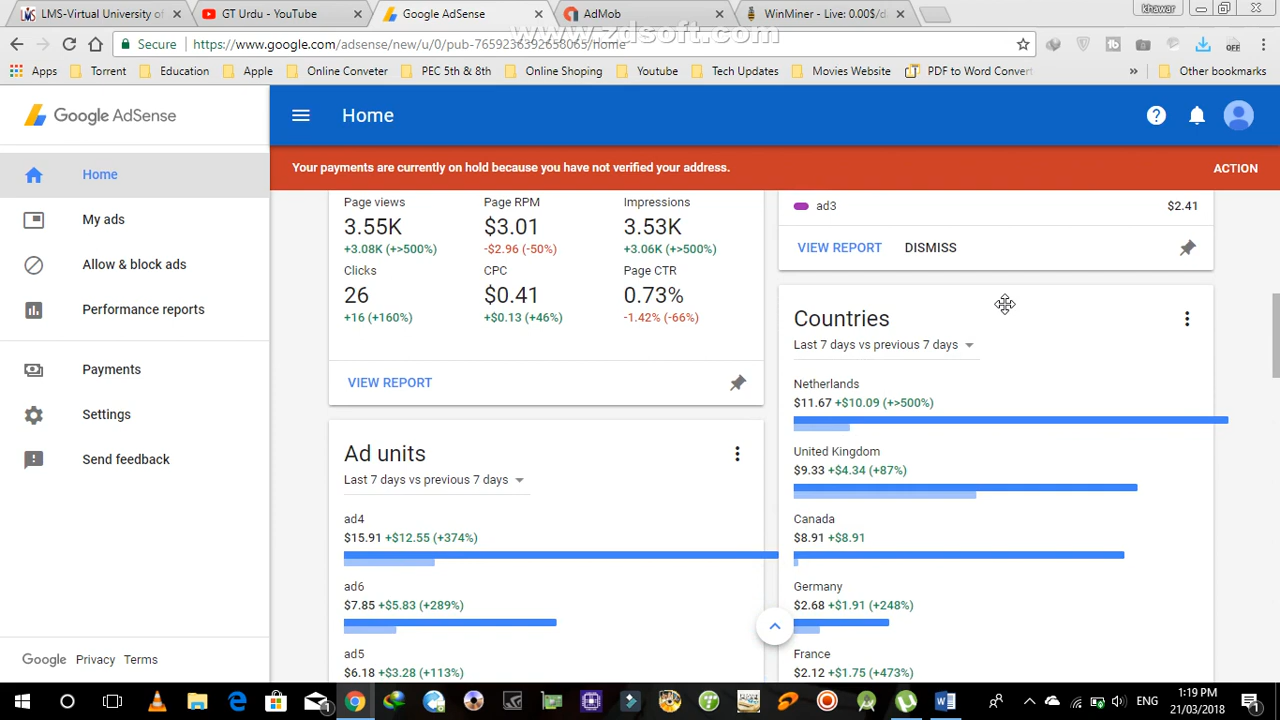 LMS-Virtual University of
GT Urdu - YouTube
Google AdSense
AdMob
WinMiner - Live: 0.00$/d
khawar
www.zdsoft.com
Secure
https://www.google.com/adsense/new/u/0/pub-7659236392658065/home
OFF
Apps
Torrent
Education
Apple
Online Conveter
PEC 5th & 8th
Online Shoping
Youtube
Tech Updates
Movies Website
PDF to Word Convert
Other bookmarks
Google AdSense
Home
Your payments are currently on hold because you have not verified your address.
ACTION
Home
My ads
Allow & block ads
Performance reports
Payments
Settings
Send feedback
Google Privacy Terms
Page views
3.55K
+3.08K (+>500%)
Page RPM
$3.01
-$2.96 (-50%)
Impressions
3.53K
+3.06K (+>500%)
Clicks
26
+16 (+160%)
CPC
$0.41
+$0.13 (+46%)
Page CTR
0.73%
-1.42% (-66%)
VIEW REPORT
Ad units
Last 7 days vs previous 7 days
ad4
$15.91 +$12.55 (+374%)
ad6
$7.85 +$5.83 (+289%)
ad5
$6.18 +$3.28 (+113%)
ad3
$2.41
VIEW REPORT
DISMISS
Countries
Last 7 days vs previous 7 days
Netherlands
$11.67 +$10.09 (+>500%)
United Kingdom
$9.33 +$4.34 (+87%)
Canada
$8.91 +$8.91
Germany
$2.68 +$1.91 (+248%)
France
$2.12 +$1.75 (+473%)
ENG
1:19 PM
21/03/2018